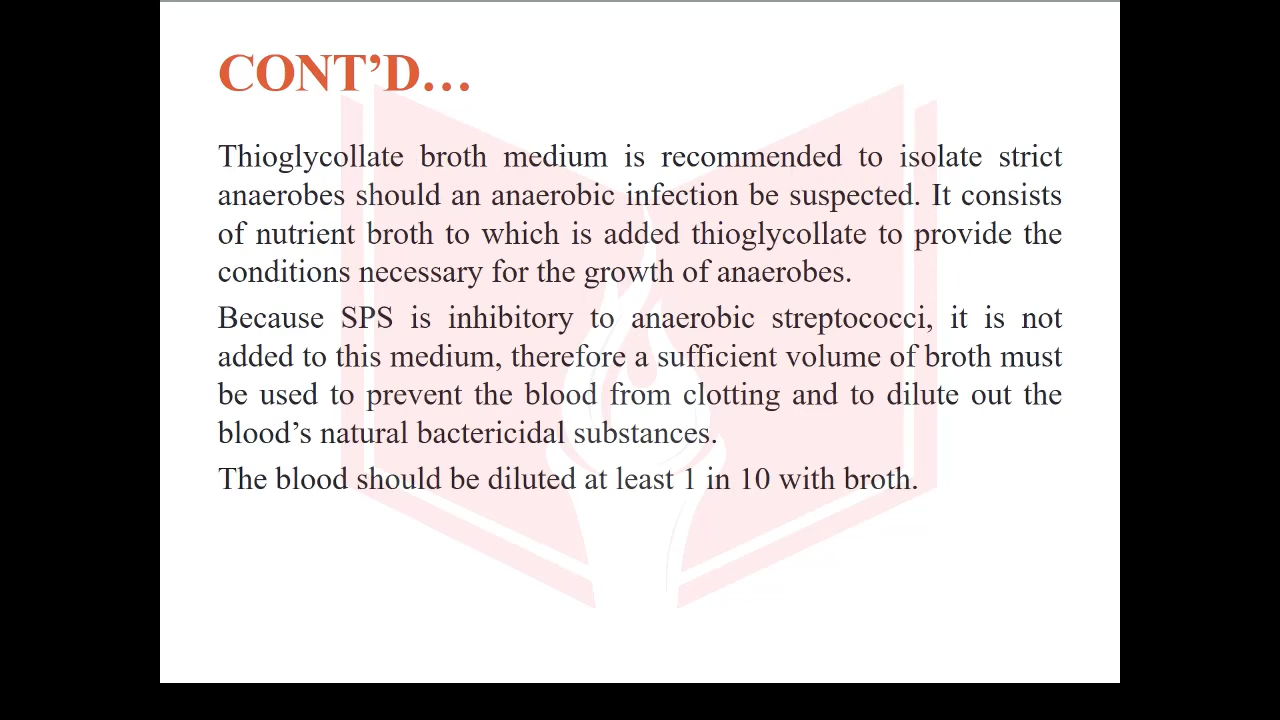 CONT’D…
Thioglycollate broth medium is recommended to isolate strict
anaerobes should an anaerobic infection be suspected. It consists
of nutrient broth to which is added thioglycollate to provide the
conditions necessary for the growth of anaerobes.
Because SPS is inhibitory to anaerobic streptococci, it is not
added to this medium, therefore a sufficient volume of broth must
be used to prevent the blood from clotting and to dilute out the
blood’s natural bactericidal substances.
The blood should be diluted at least 1 in 10 with broth.